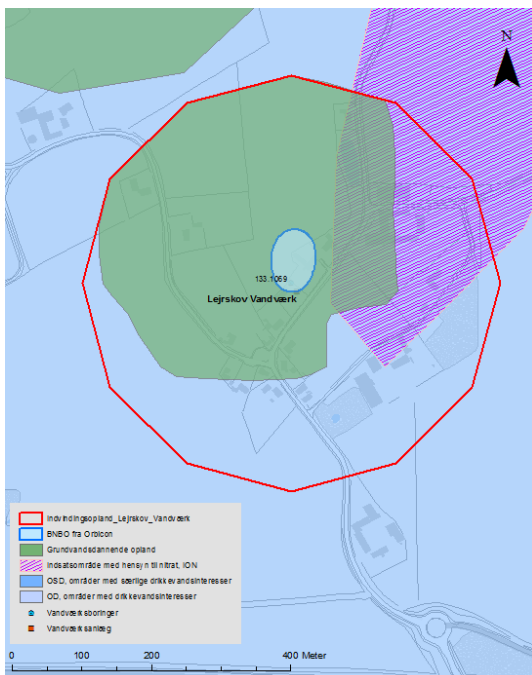 N
133.1069
Lejrskov Vandværk
Indvindingsopland_Lejrskov_Vandværk
BNBO fra Orbicon
Grundvandsdannende opland
Indsatsområde med hensyn til nitrat, ION
OSD, områder med særlige drikkevandsinteresser
OD, områder med drikkevandsinteresser
Vandværksboringer
Vandværksanlæg
0 100 200 400 Meter